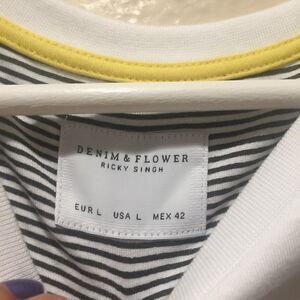 DENIM & FLOWER
RICKY SINGH
EUR L USA L MEX 42